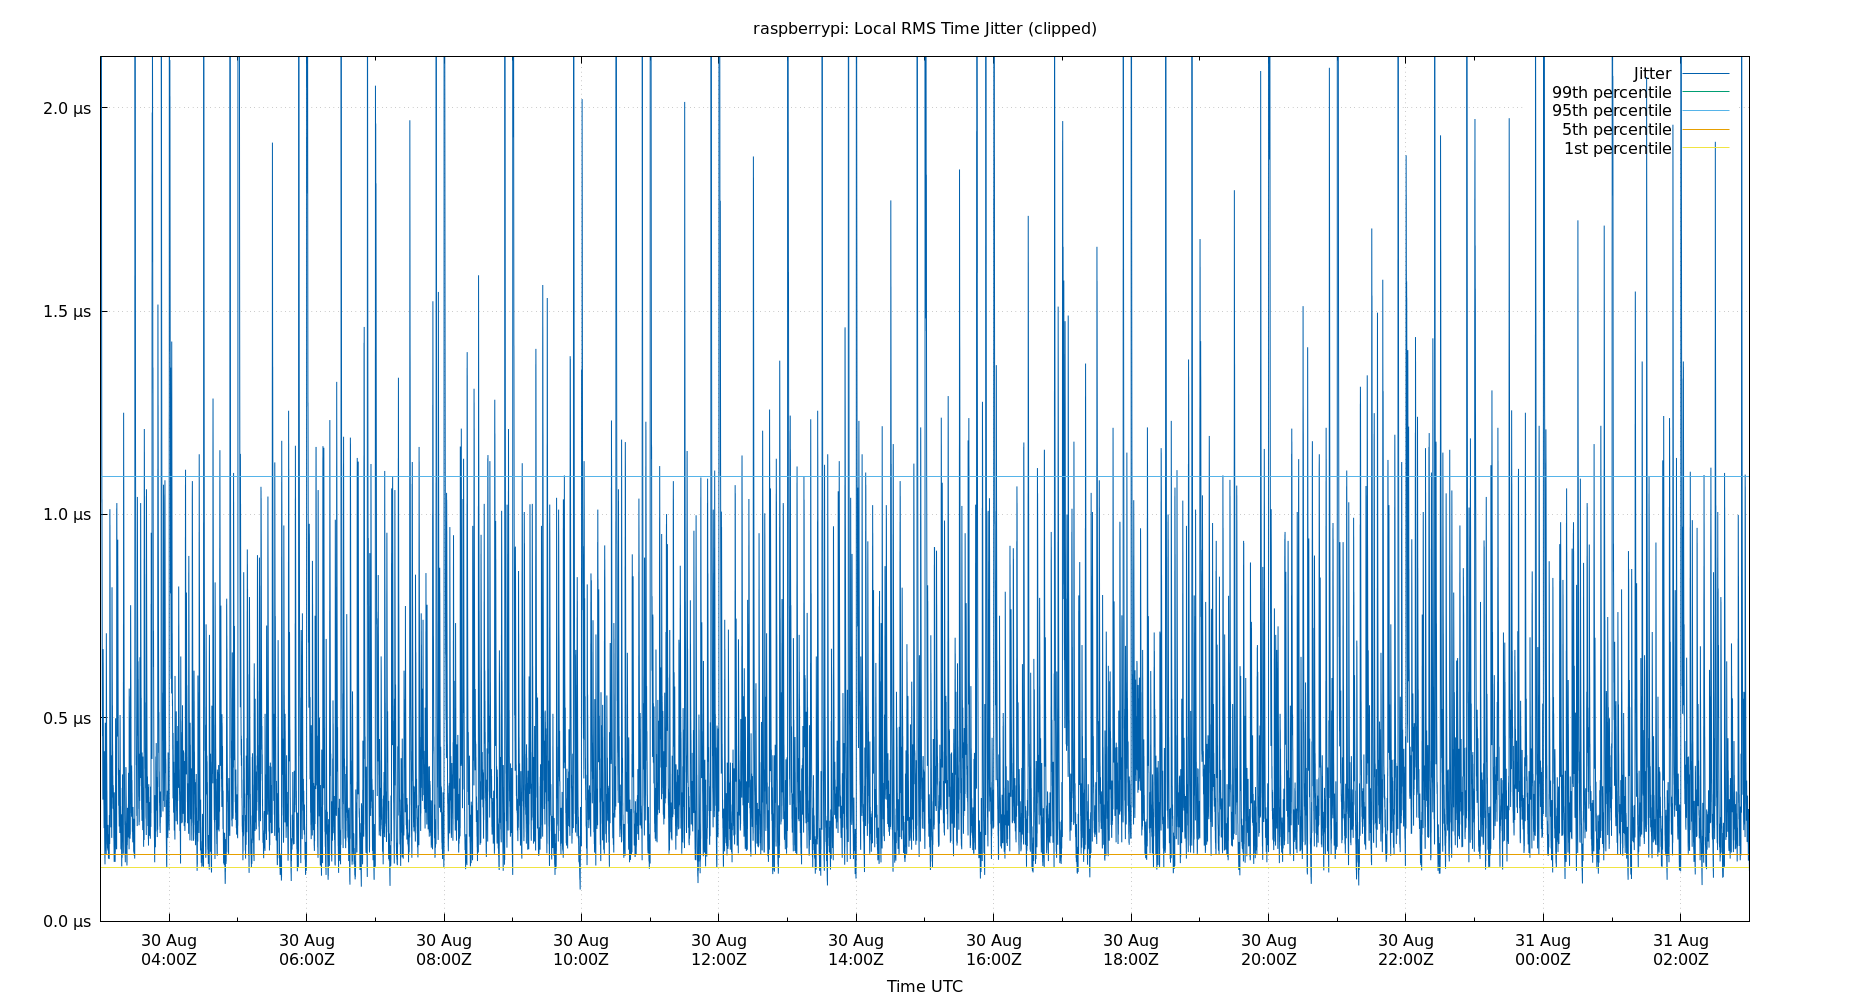 raspberrypi: Local RMS Time Jitter (clipped)
2.0 μs
1.5 μs
1.0 μs
0.5 μs
0.0 μs
Jitter
99th percentile
95th percentile
5th percentile
1st percentile
30 Aug 30 Aug 30 Aug 30 Aug 30 Aug 30 Aug 30 Aug 30 Aug 30 Aug 30 Aug 31 Aug 31 Aug
04:00Z 06:00Z 08:00Z 10:00Z 12:00Z 14:00Z 16:00Z 18:00Z 20:00Z 22:00Z 00:00Z 02:00Z
Time UTC